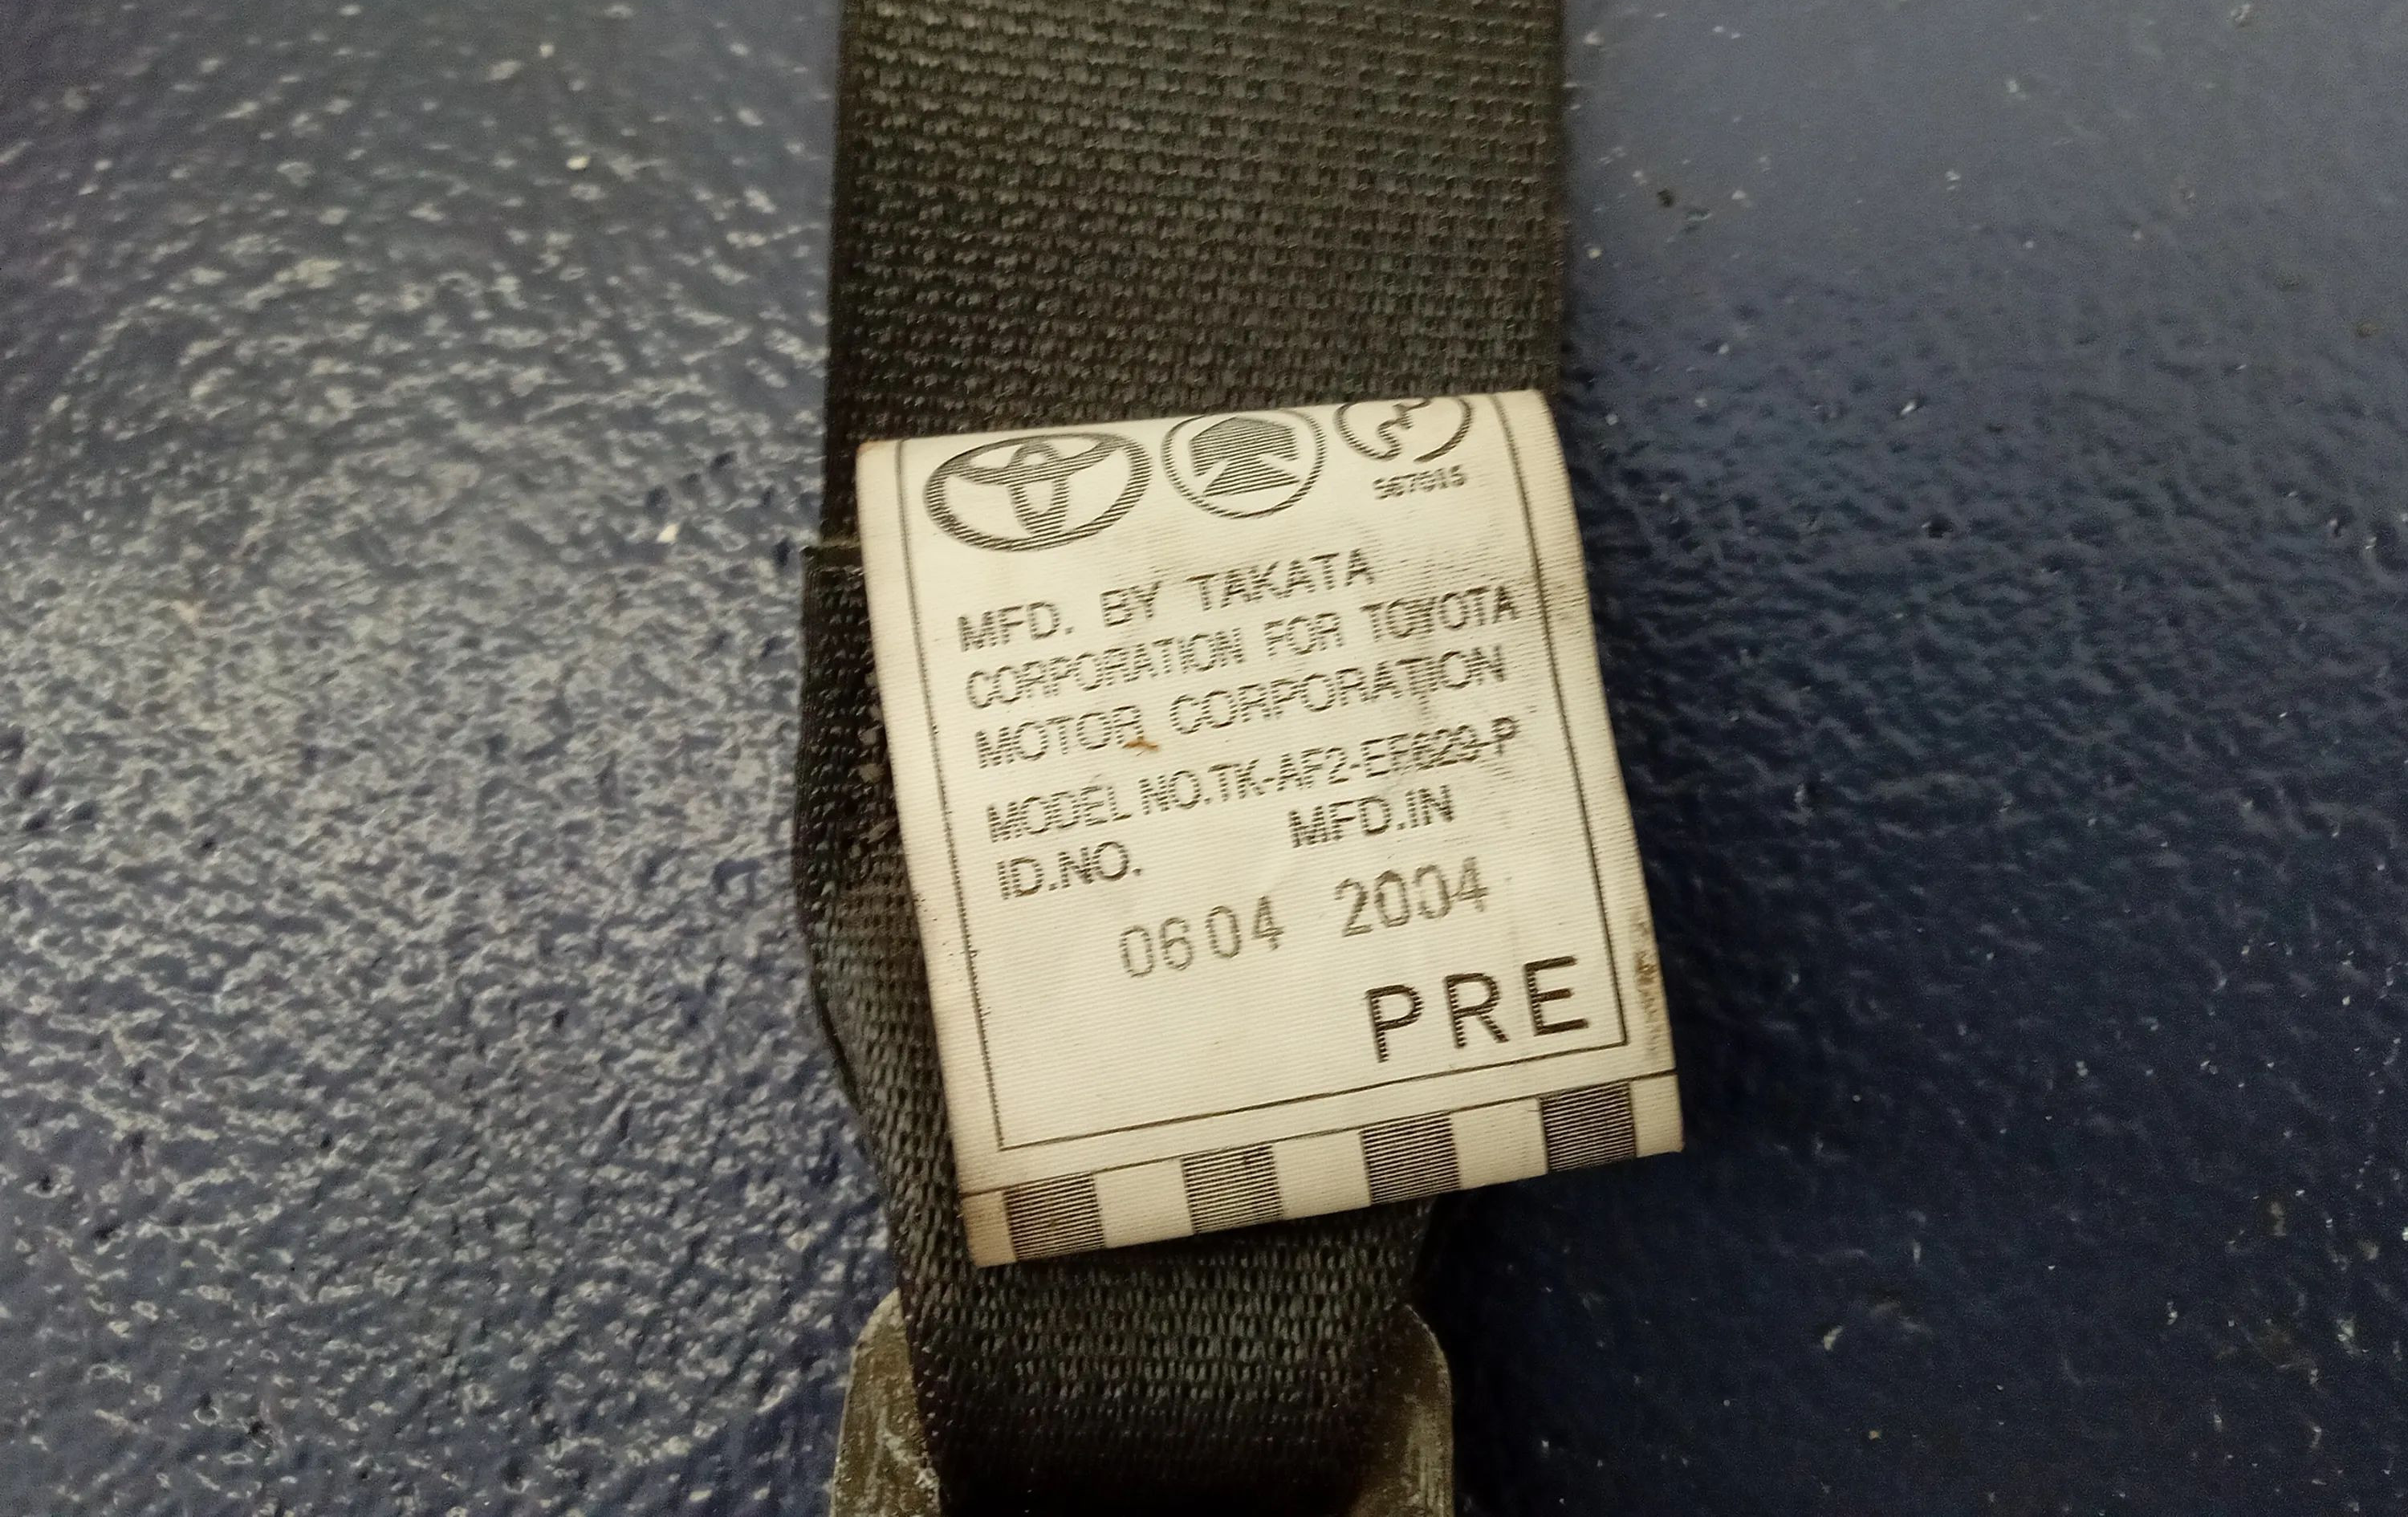 S67015
MFD. BY TAKATA
CORPORATION FOR TOYOTA
MOTOR CORPORATION
MODEL NO.TK-AF2-EF629-P
ID.NO. MFD.IN
0604 2004
PRE